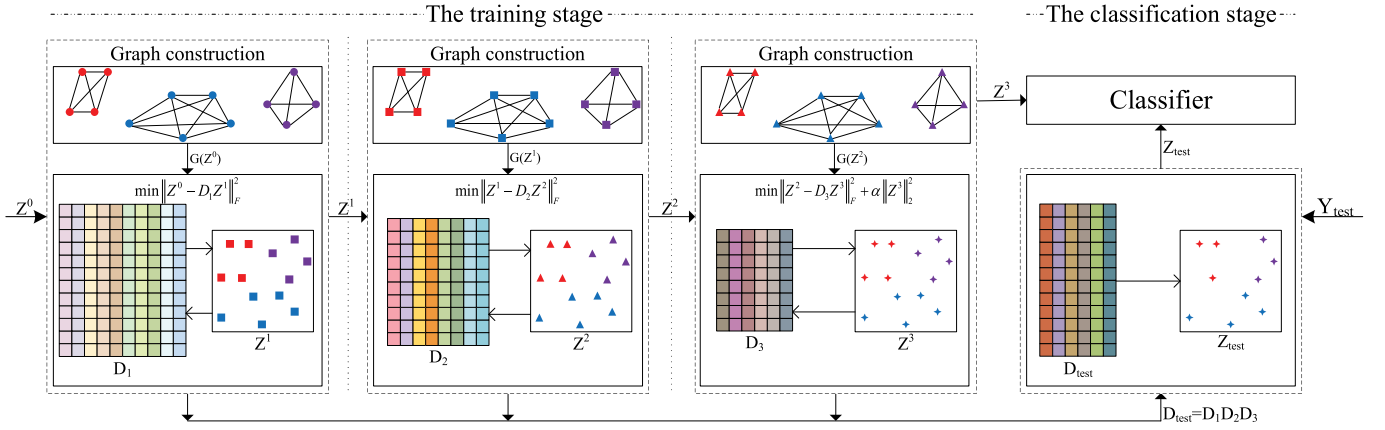 The training stage
The classification stage
Graph construction
Graph construction
Graph construction
G(Z⁰)
G(Z¹)
G(Z²)
Z³
Classifier
Z_test
Z⁰
min‖Z⁰ − D₁Z¹‖²_F
D₁
Z¹
Z¹
min‖Z¹ − D₂Z²‖²_F
D₂
Z²
Z²
min‖Z² − D₃Z³‖²_F + α‖Z³‖²₂
D₃
Z³
D_test
Z_test
Y_test
D_test=D₁D₂D₃